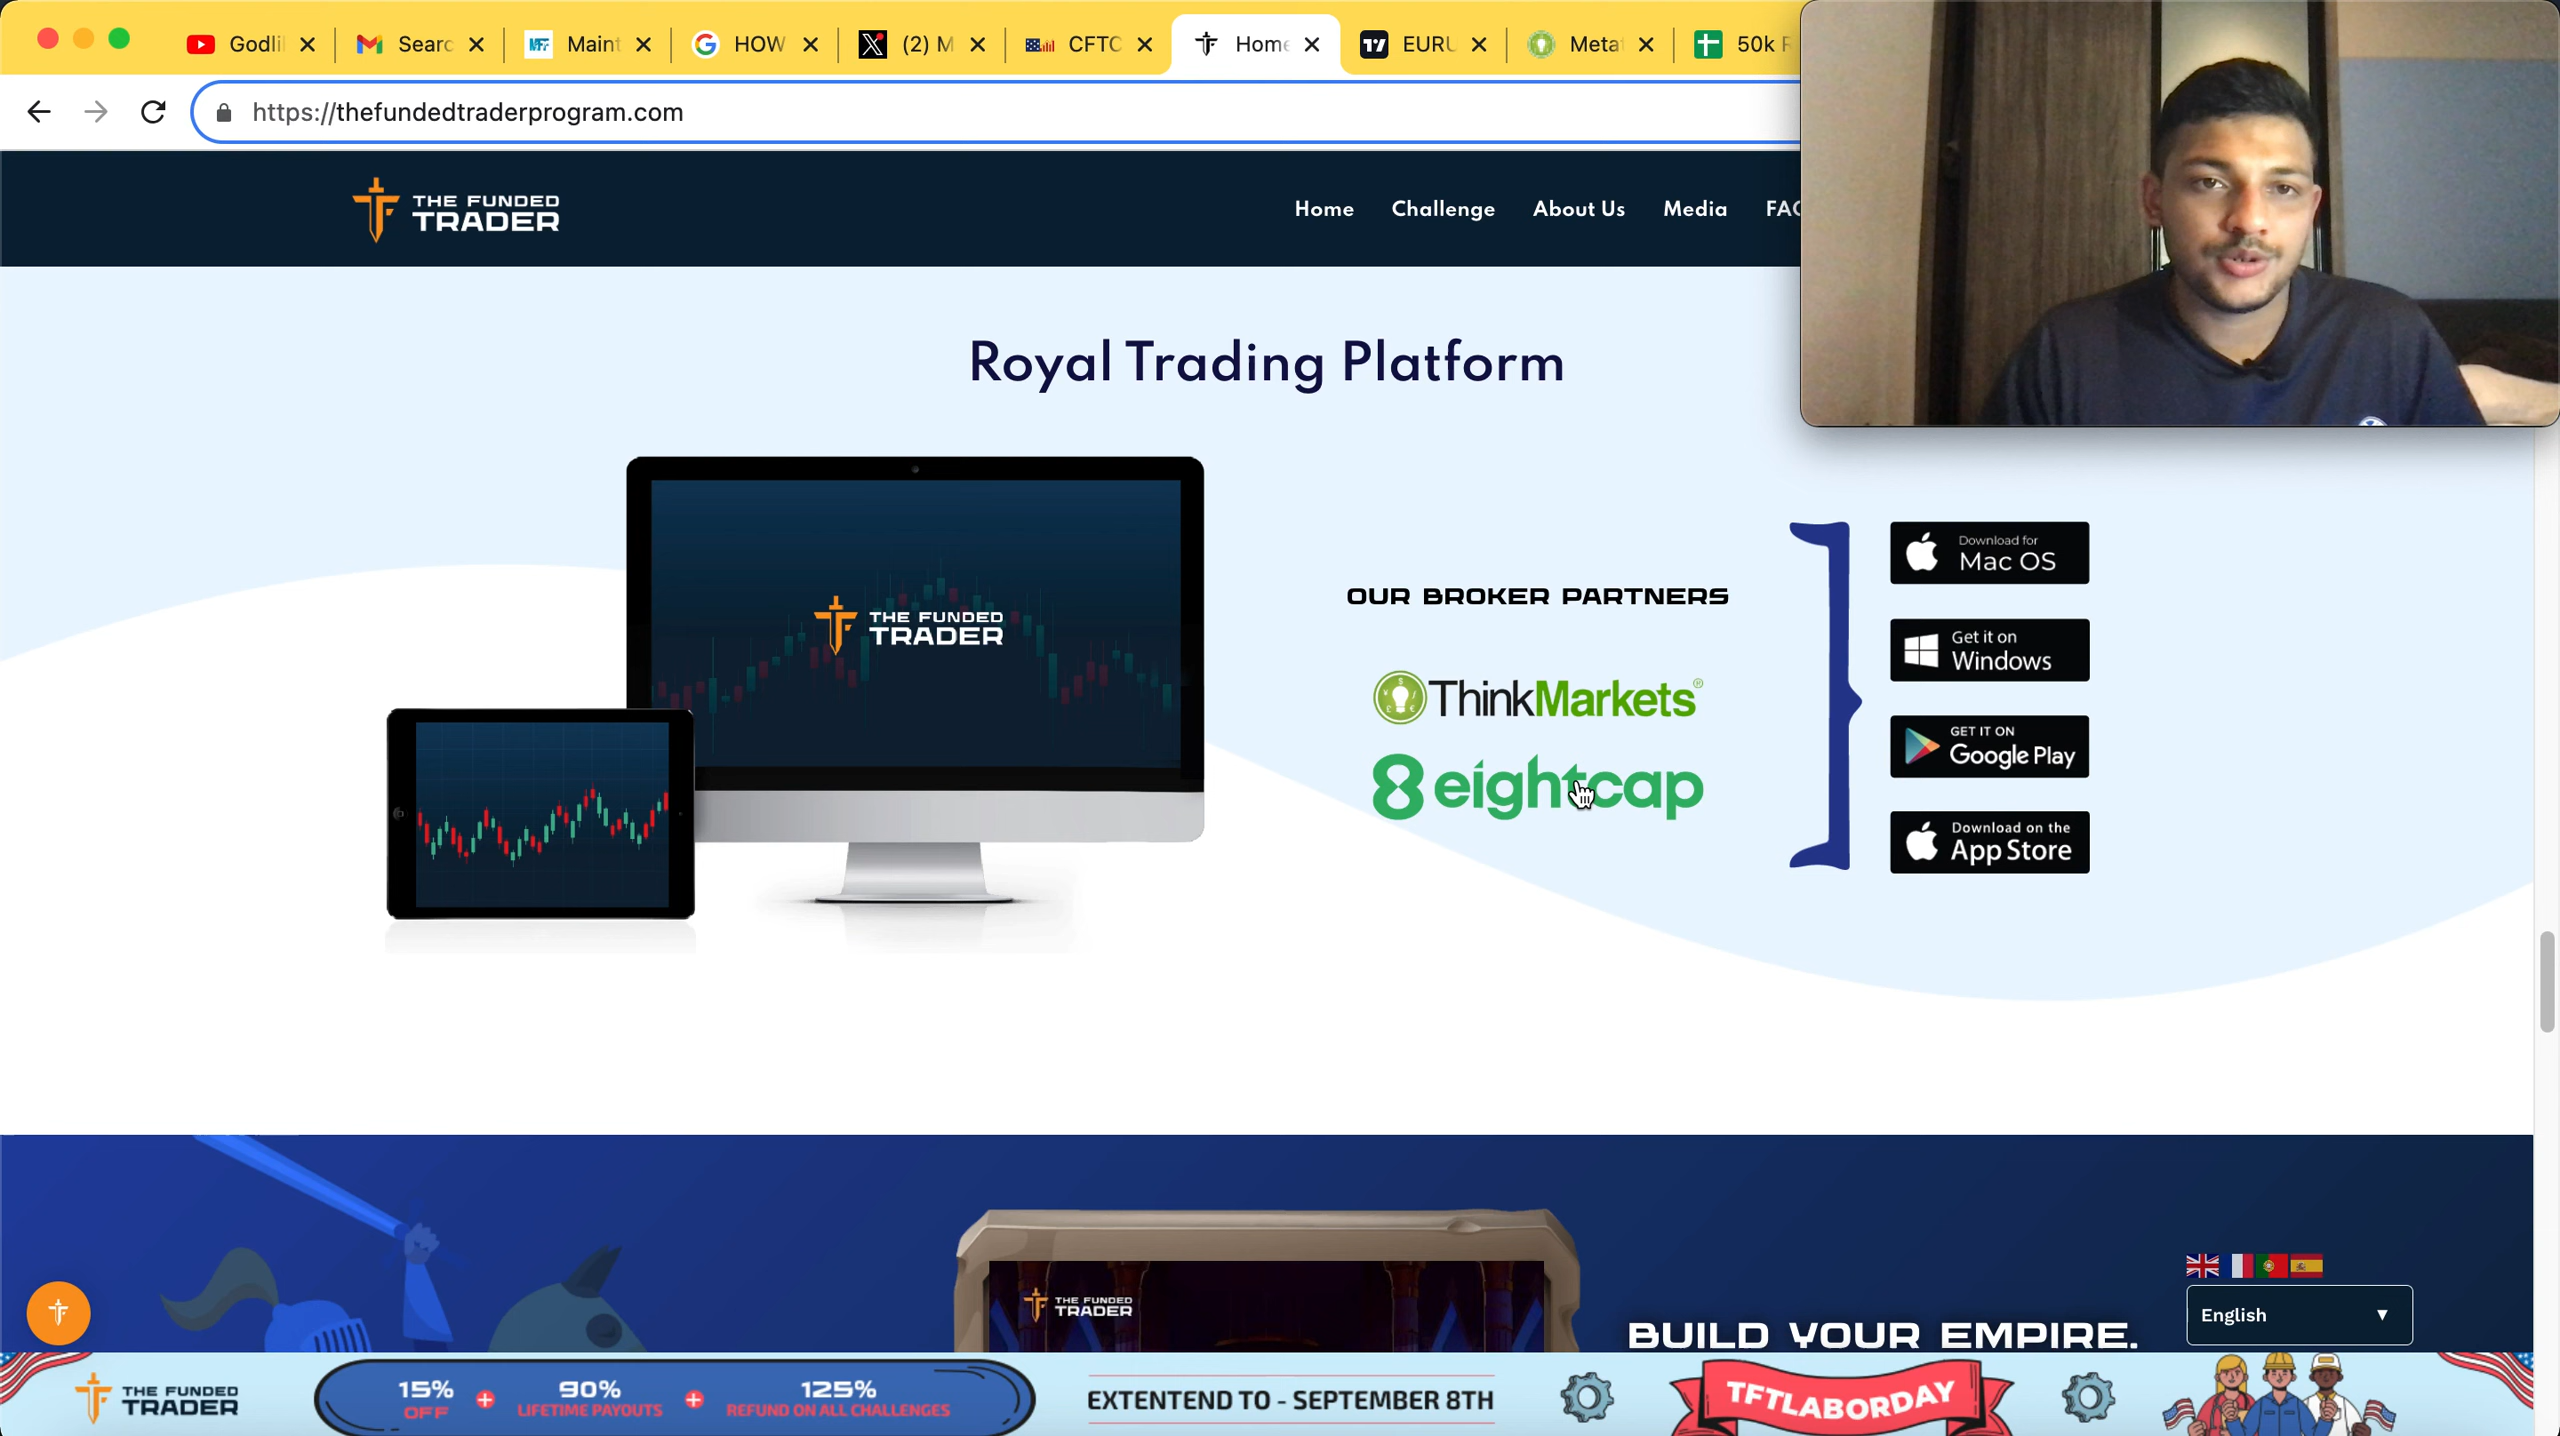 Godli
Searc
Maint
HOW
(2) M
CFTC
Home
EURU
Meta
50k
https://thefundedtraderprogram.com
THE FUNDED
TRADER
Home
Challenge
About Us
Media
FAQ
Royal Trading Platform
THE FUNDED
TRADER
OUR BROKER PARTNERS
ThinkMarkets®
8 eightcap
Download for
Mac OS
Get it on
Windows
GET IT ON
Google Play
Download on the
App Store
THE FUNDED
TRADER
BUILD YOUR EMPIRE.
English
THE FUNDED
TRADER
15%
OFF
+
90%
LIFETIME PAYOUTS
+
125%
REFUND ON ALL CHALLENGES
EXTENTEND TO - SEPTEMBER 8TH
TFTLABORDAY